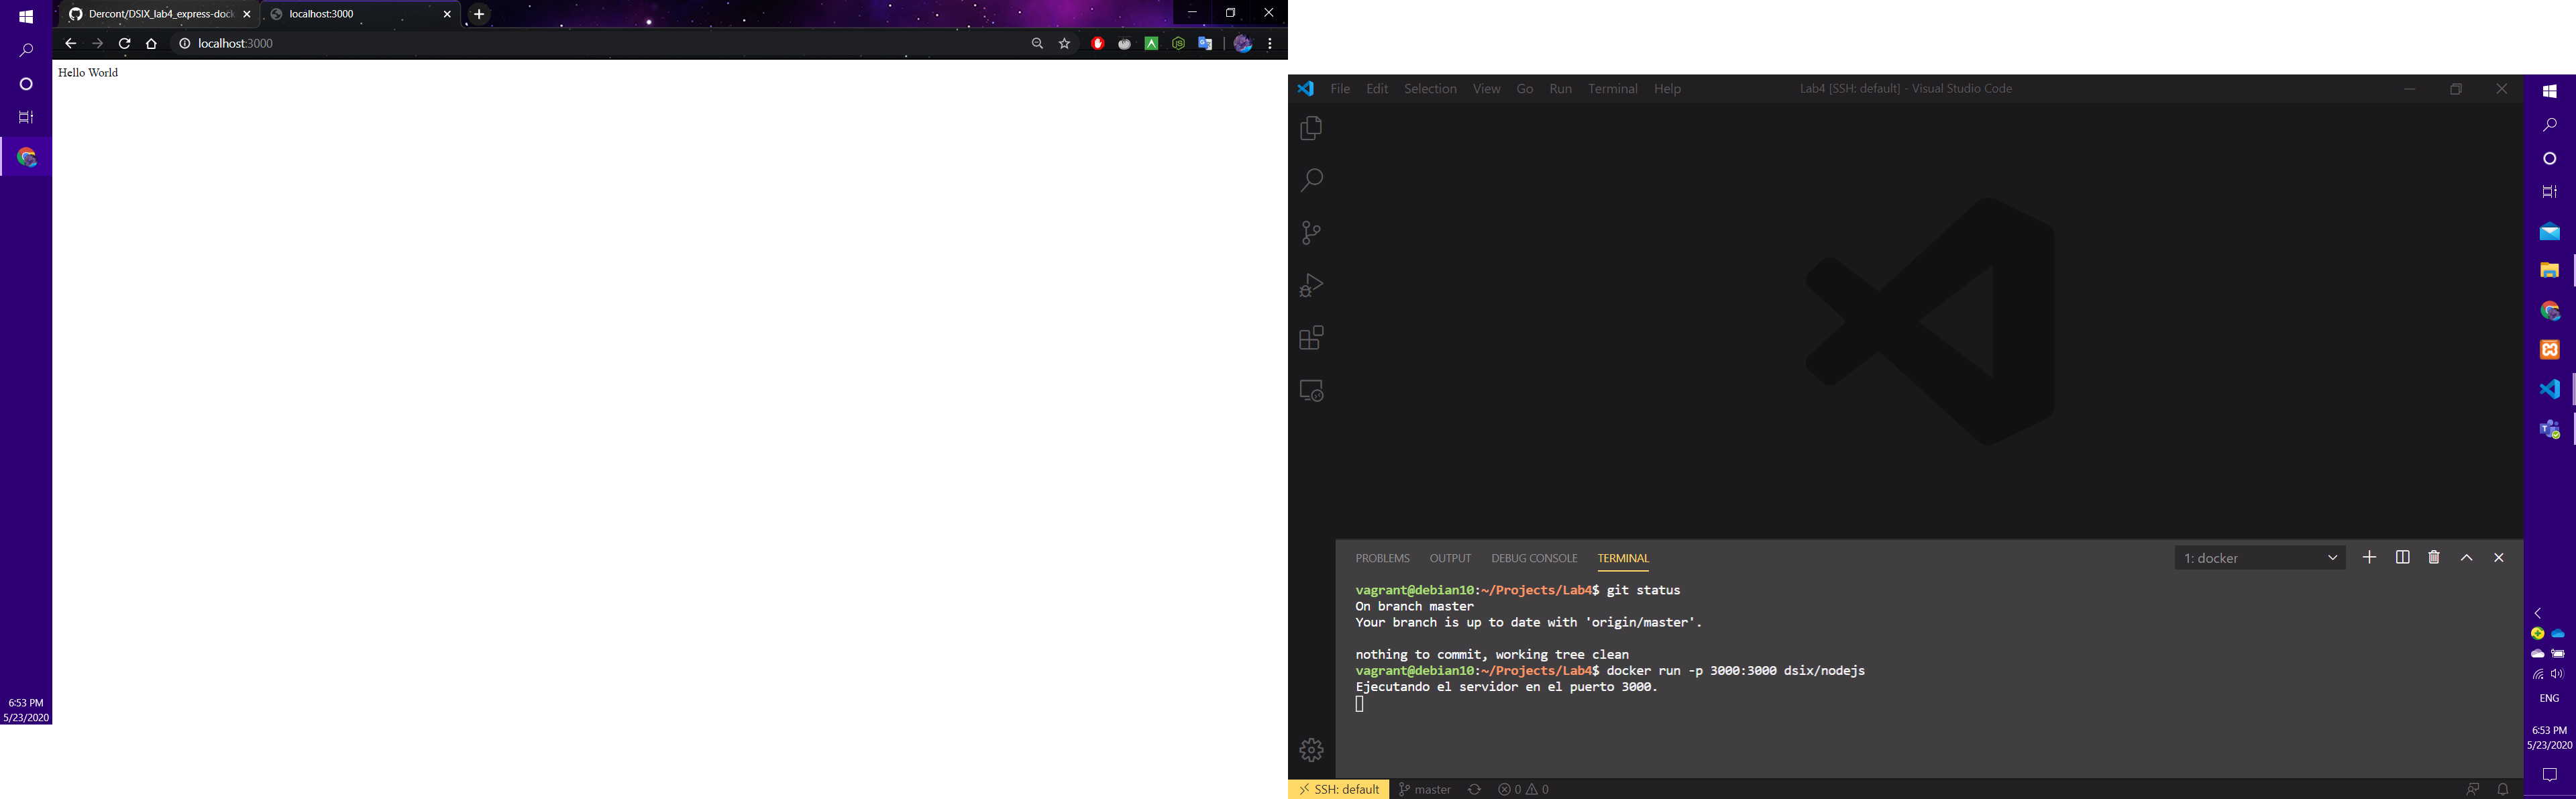 Dercont/DSIX_lab4_express-dock
localhost:3000
localhost:3000
Hello World
6:53 PM
5/23/2020
File Edit Selection View Go Run Terminal Help
Lab4 [SSH: default] - Visual Studio Code
PROBLEMS OUTPUT DEBUG CONSOLE TERMINAL
1: docker
vagrant@debian10:~/Projects/Lab4$ git status
On branch master
Your branch is up to date with 'origin/master'.
nothing to commit, working tree clean
vagrant@debian10:~/Projects/Lab4$ docker run -p 3000:3000 dsix/nodejs
Ejecutando el servidor en el puerto 3000.
SSH: default master 0 0
ENG
6:53 PM
5/23/2020